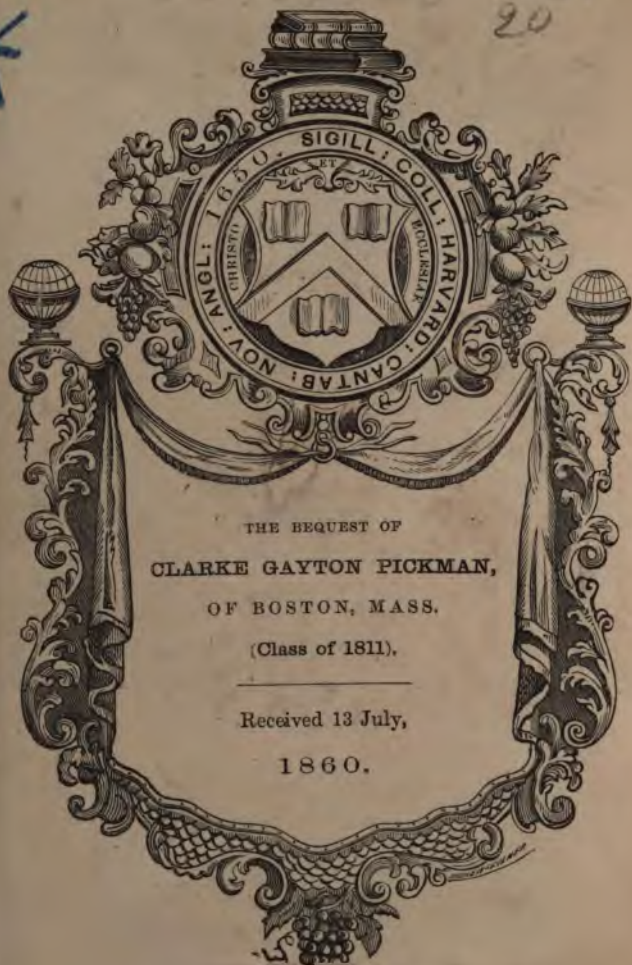 20
SIGILL : COLL : HARVARD : CANTAB : NOV : ANGL : 1650.
CHRISTO
ET
ECCLESIAE
THE BEQUEST OF
CLARKE GAYTON PICKMAN,
OF BOSTON, MASS.
(Class of 1811).
Received 13 July,
1860.